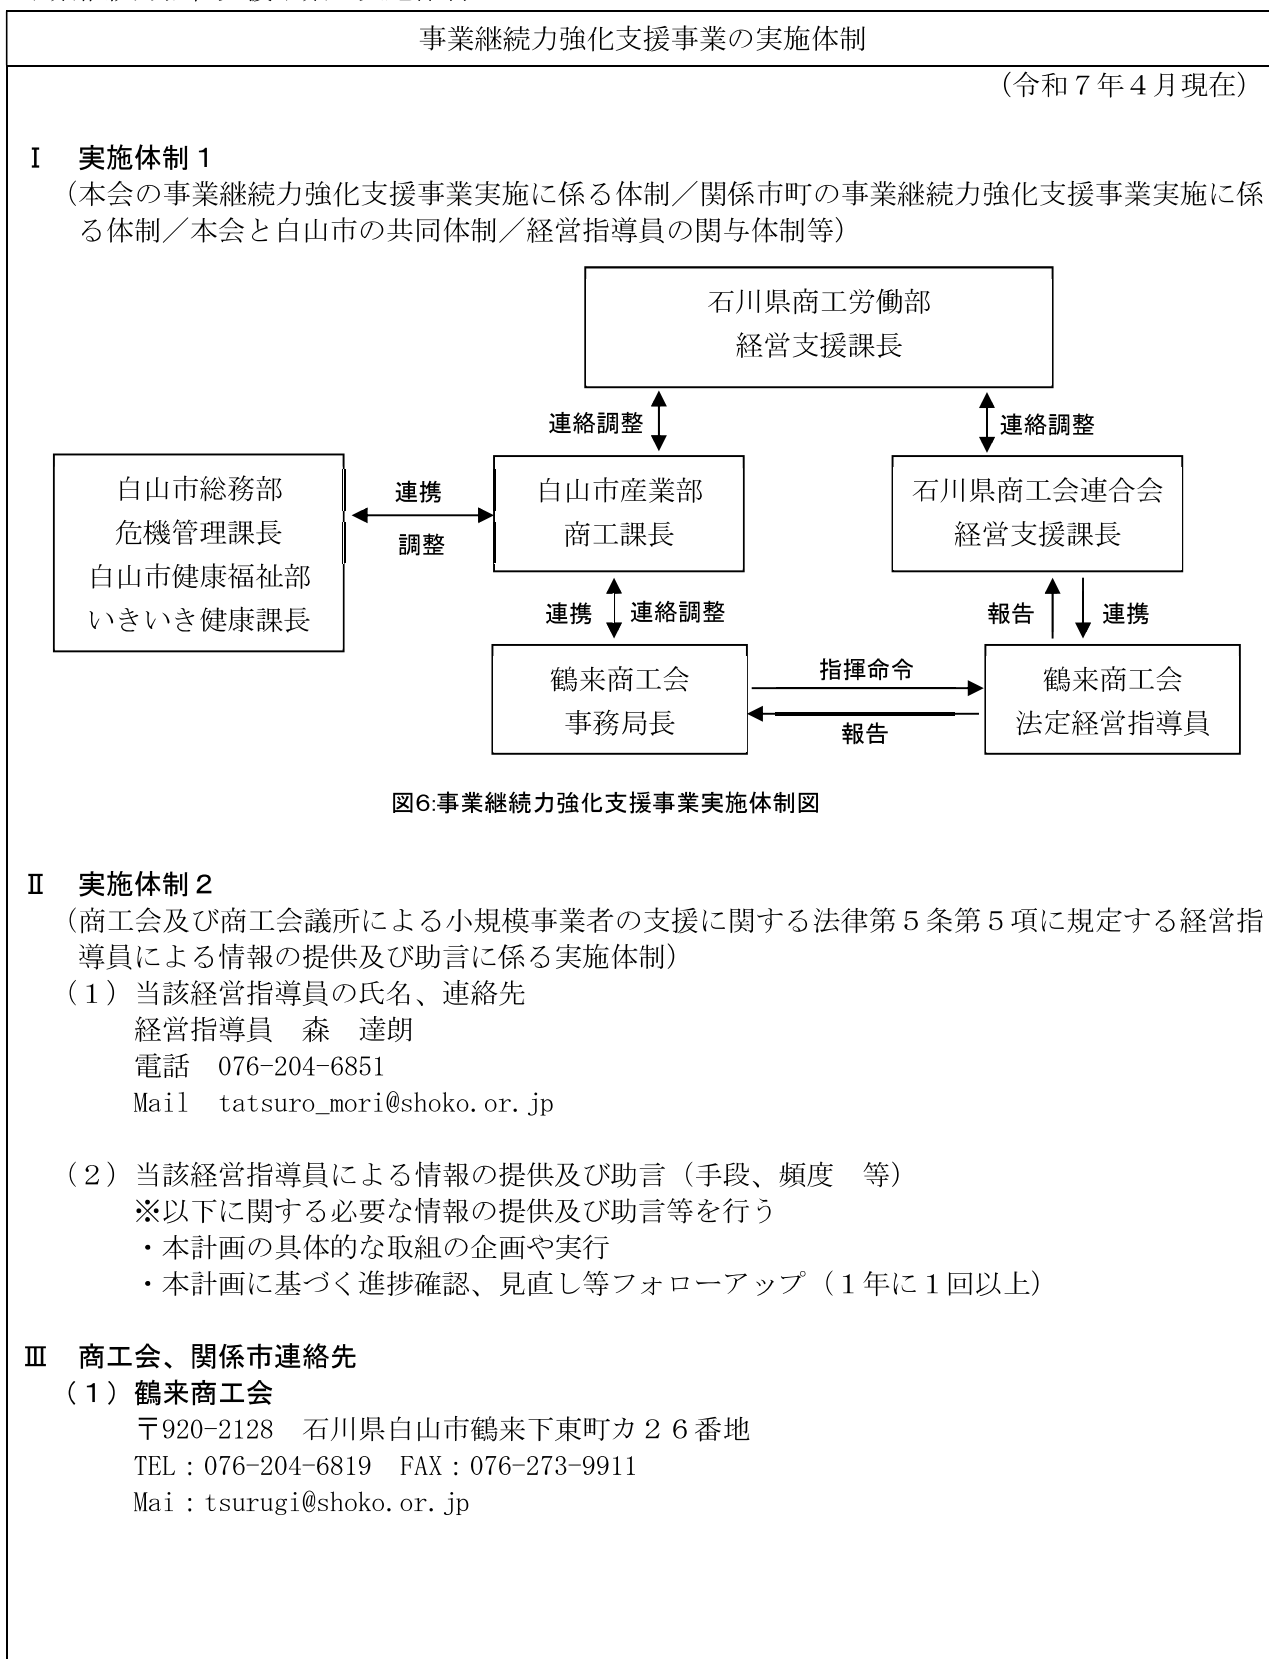 事業継続力強化支援事業の実施体制
（令和７年４月現在）
Ⅰ　実施体制１
（本会の事業継続力強化支援事業実施に係る体制／関係市町の事業継続力強化支援事業実施に係
る体制／本会と白山市の共同体制／経営指導員の関与体制等）
石川県商工労働部
経営支援課長
連絡調整
連絡調整
白山市総務部
危機管理課長
白山市健康福祉部
いきいき健康課長
連携
調整
白山市産業部
商工課長
石川県商工会連合会
経営支援課長
連携
連絡調整
報告
連携
鶴来商工会
事務局長
指揮命令
報告
鶴来商工会
法定経営指導員
図6:事業継続力強化支援事業実施体制図
Ⅱ　実施体制２
（商工会及び商工会議所による小規模事業者の支援に関する法律第５条第５項に規定する経営指
導員による情報の提供及び助言に係る実施体制）
（１）当該経営指導員の氏名、連絡先
経営指導員　森　達朗
電話　076-204-6851
Mail　tatsuro_mori@shoko.or.jp
（２）当該経営指導員による情報の提供及び助言（手段、頻度　等）
※以下に関する必要な情報の提供及び助言等を行う
・本計画の具体的な取組の企画や実行
・本計画に基づく進捗確認、見直し等フォローアップ（１年に１回以上）
Ⅲ　商工会、関係市連絡先
（１）鶴来商工会
〒920-2128　石川県白山市鶴来下東町カ２６番地
TEL：076-204-6819　FAX：076-273-9911
Mai：tsurugi@shoko.or.jp